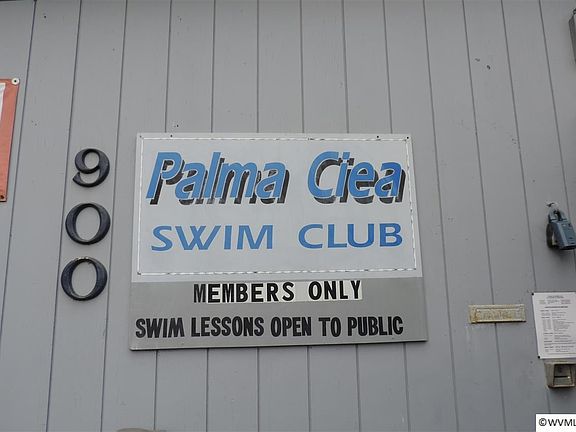 900
Palma Ciea
SWIM CLUB
MEMBERS ONLY
SWIM LESSONS OPEN TO PUBLIC
©WVML